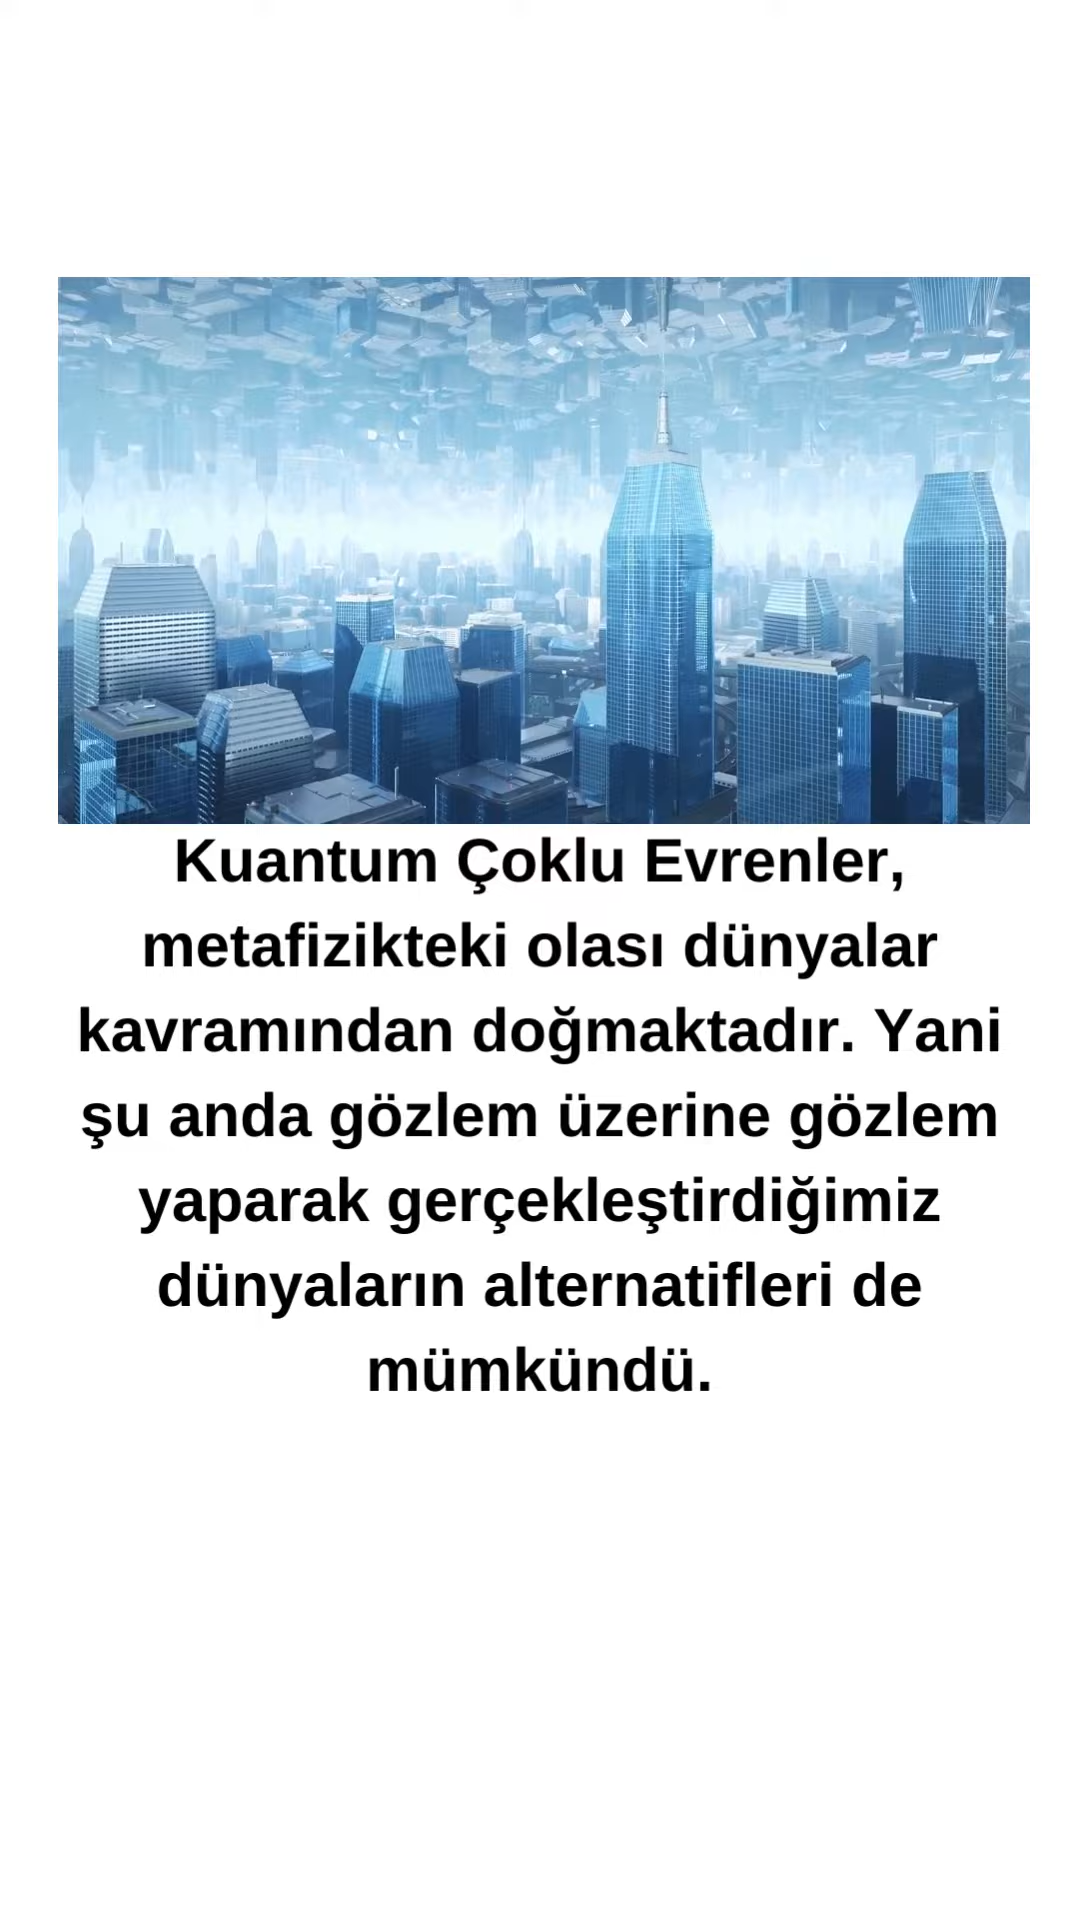 Kuantum Çoklu Evrenler,
metafizikteki olası dünyalar
kavramından doğmaktadır. Yani
şu anda gözlem üzerine gözlem
yaparak gerçekleştirdiğimiz
dünyaların alternatifleri de
mümkündü.